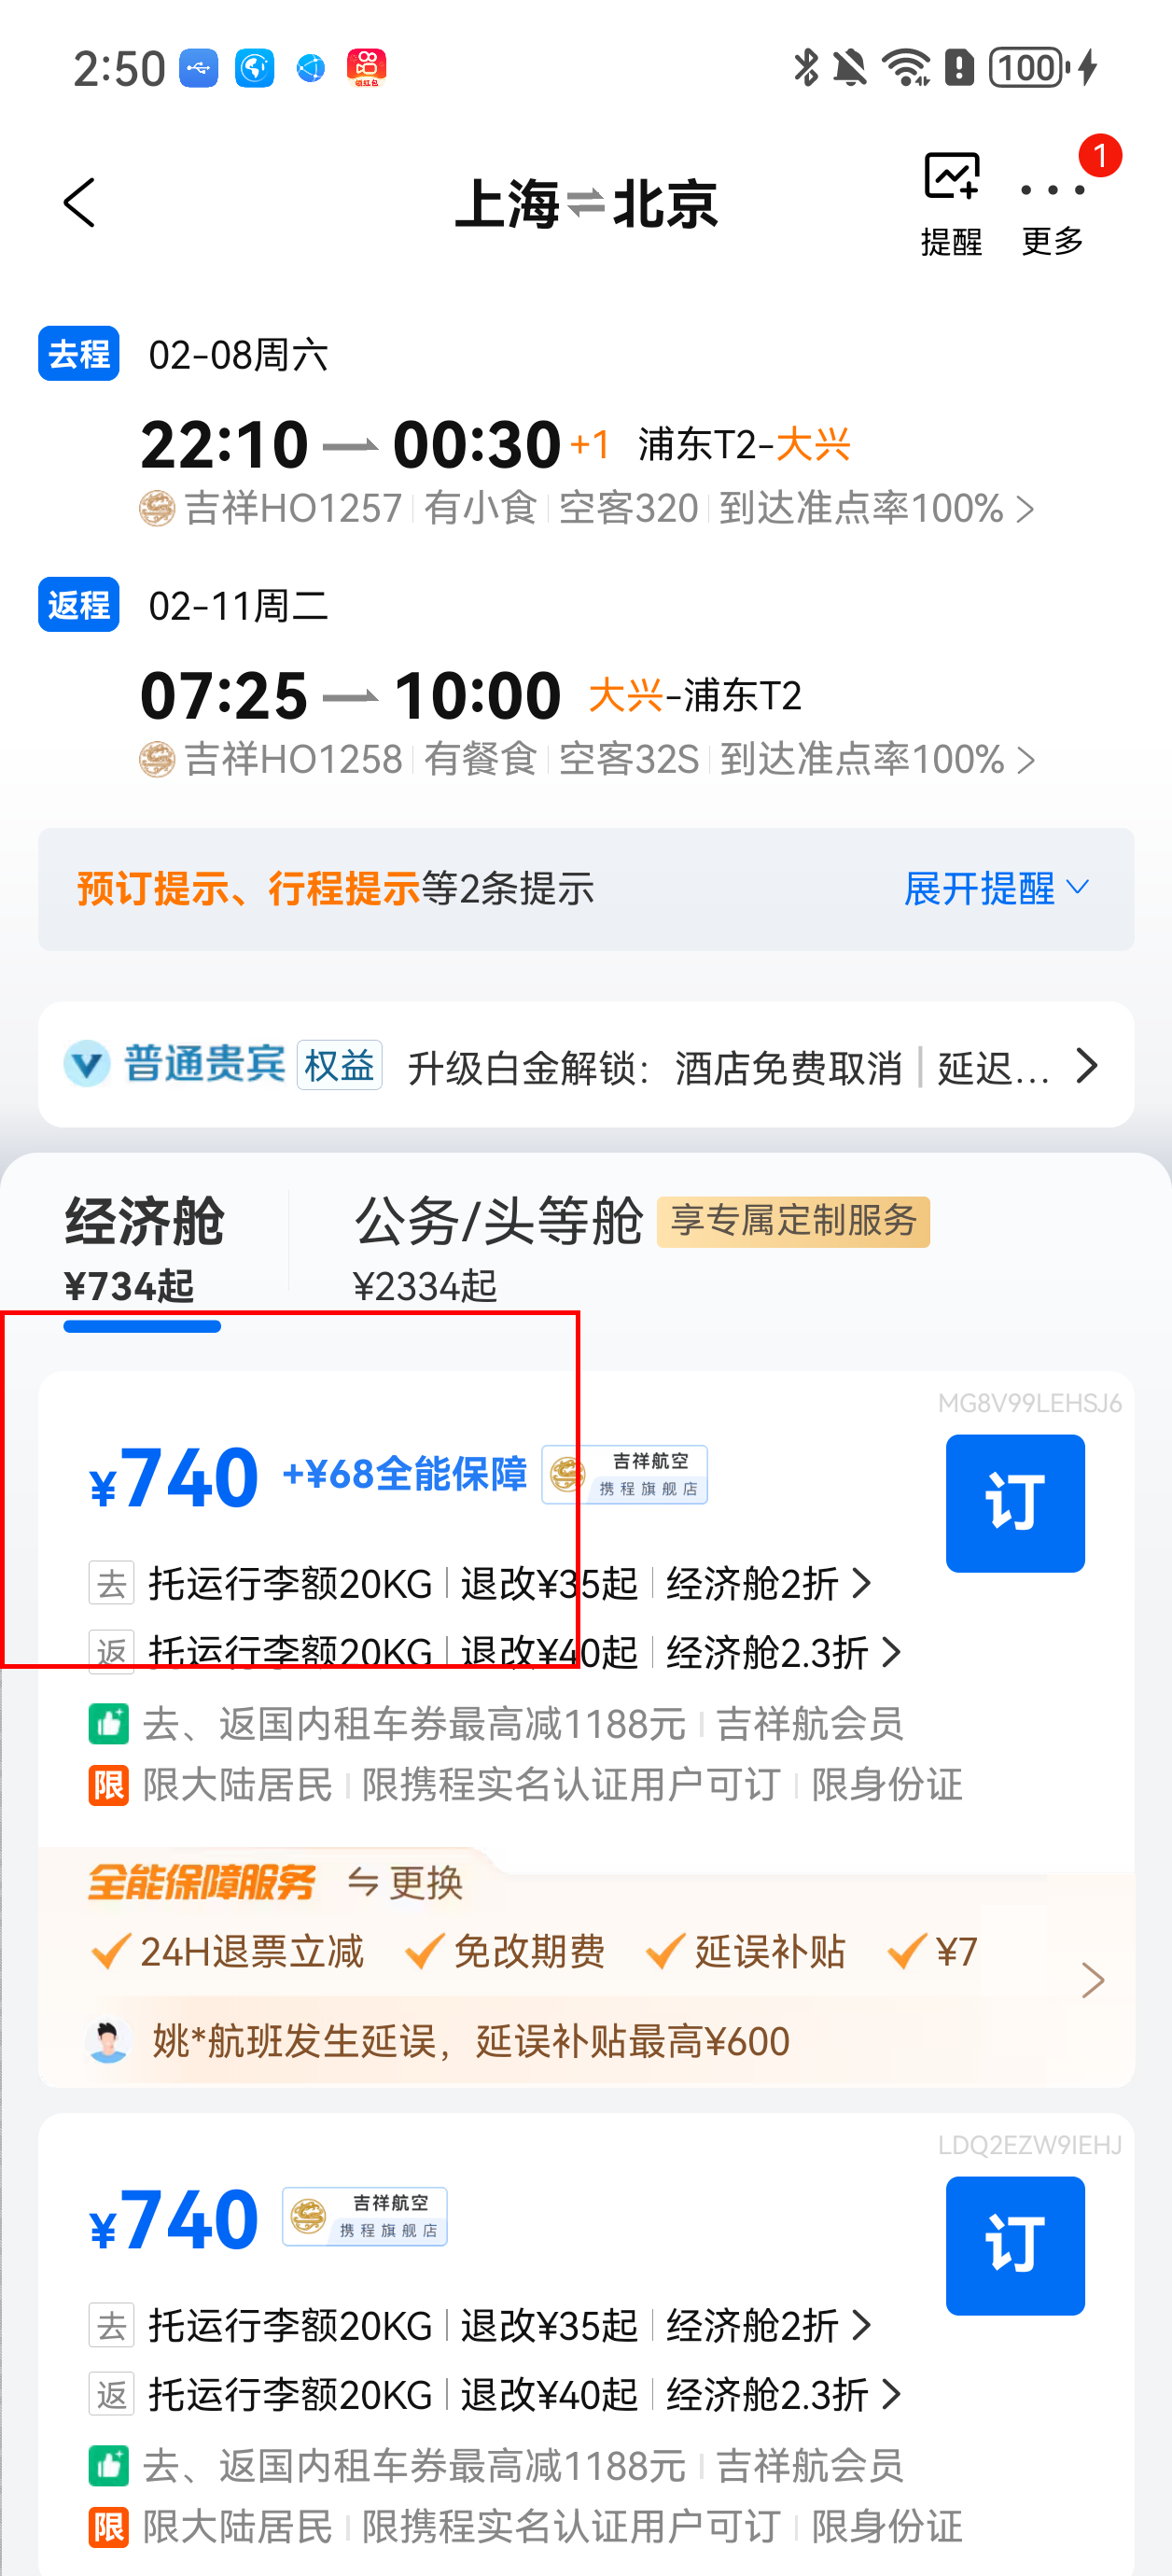 2:50 领红包 100
上海⇌北京
提醒 更多 1
去程 02-08周六
22:10 00:30 +1 浦东T2-大兴
吉祥HO1257 有小食 空客320 到达准点率100%
返程 02-11周二
07:25 10:00 大兴-浦东T2
吉祥HO1258 有餐食 空客32S 到达准点率100%
预订提示、行程提示等2条提示 展开提醒
普通贵宾 权益 升级白金解锁：酒店免费取消 延迟...
经济舱 公务/头等舱 享专属定制服务
¥734起 ¥2334起
MG8V99LEHSJ6
¥740 +¥68全能保障 吉祥航空 携程旗舰店 订
去 托运行李额20KG 退改¥35起 经济舱2折
返 托运行李额20KG 退改¥40起 经济舱2.3折
去、返国内租车券最高减1188元 吉祥航会员
限 限大陆居民 限携程实名认证用户可订 限身份证
全能保障服务 更换
24H退票立减 免改期费 延误补贴 ¥7
姚*航班发生延误，延误补贴最高¥600
LDQ2EZW9IEHJ
¥740 吉祥航空 携程旗舰店 订
去 托运行李额20KG 退改¥35起 经济舱2折
返 托运行李额20KG 退改¥40起 经济舱2.3折
去、返国内租车券最高减1188元 吉祥航会员
限 限大陆居民 限携程实名认证用户可订 限身份证